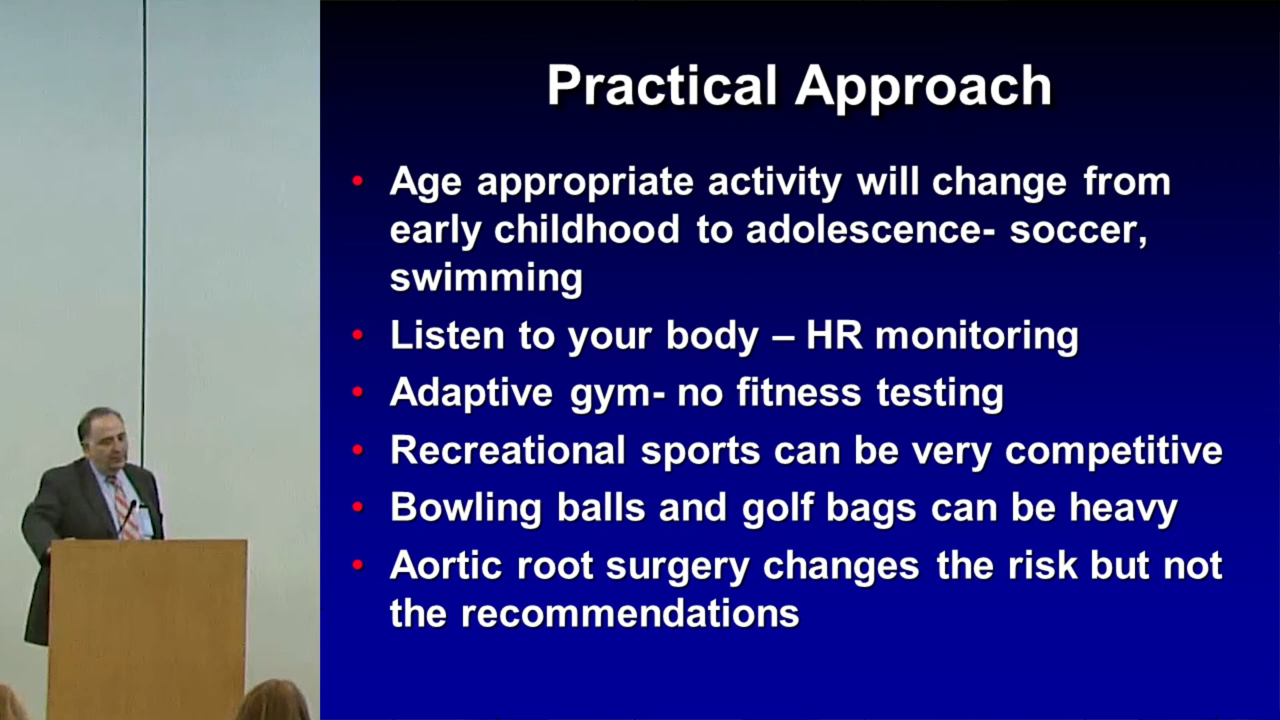 Practical Approach
• Age appropriate activity will change from
early childhood to adolescence- soccer,
swimming
• Listen to your body – HR monitoring
• Adaptive gym- no fitness testing
• Recreational sports can be very competitive
• Bowling balls and golf bags can be heavy
• Aortic root surgery changes the risk but not
the recommendations